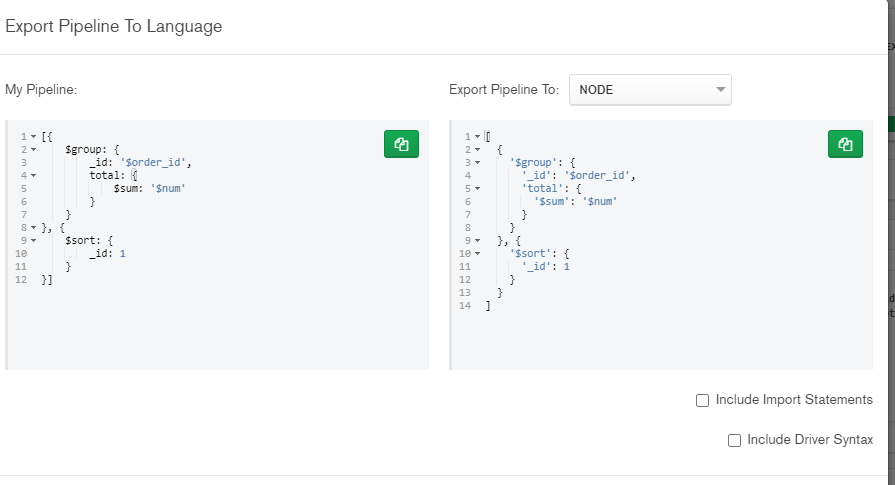 Export Pipeline To Language
My Pipeline:
Export Pipeline To: NODE
1 [{
2 $group: {
3 _id: '$order_id',
4 total: {
5 $sum: '$num'
6 }
7 }
8 }, {
9 $sort: {
10 _id: 1
11 }
12 }]
1 [
2 {
3 '$group': {
4 '_id': '$order_id',
5 'total': {
6 '$sum': '$num'
7 }
8 }
9 }, {
10 '$sort': {
11 '_id': 1
12 }
13 }
14 ]
Include Import Statements
Include Driver Syntax